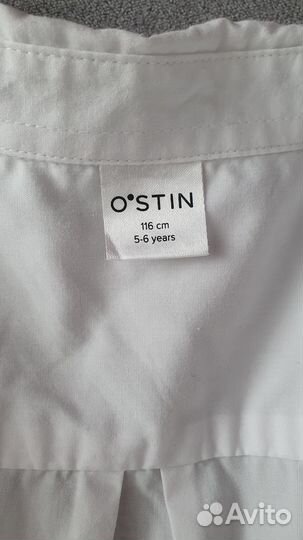 O'STIN
116 cm
5-6 years
Avito